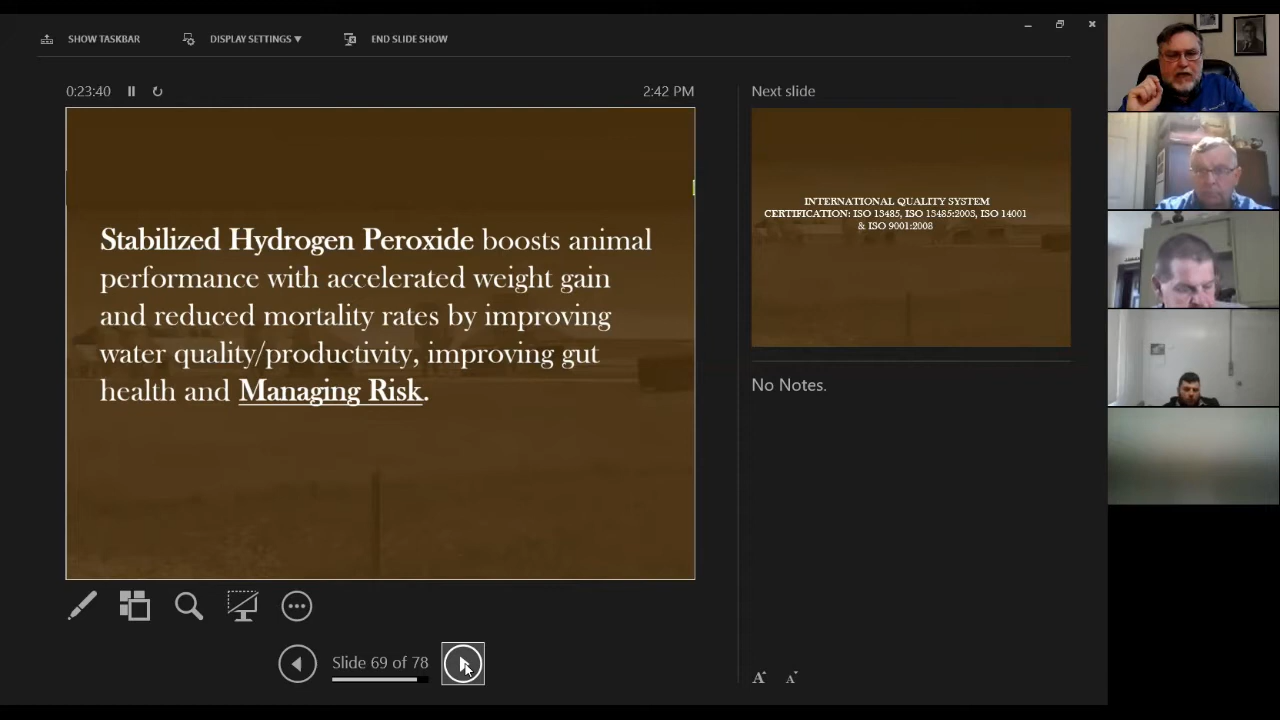 SHOW TASKBAR
DISPLAY SETTINGS ▼
END SLIDE SHOW
0:23:40
2:42 PM
Stabilized Hydrogen Peroxide boosts animal
performance with accelerated weight gain
and reduced mortality rates by improving
water quality/productivity, improving gut
health and Managing Risk.
Slide 69 of 78
Next slide
INTERNATIONAL QUALITY SYSTEM
CERTIFICATION: ISO 13485, ISO 13485:2003, ISO 14001
& ISO 9001:2008
No Notes.
A A